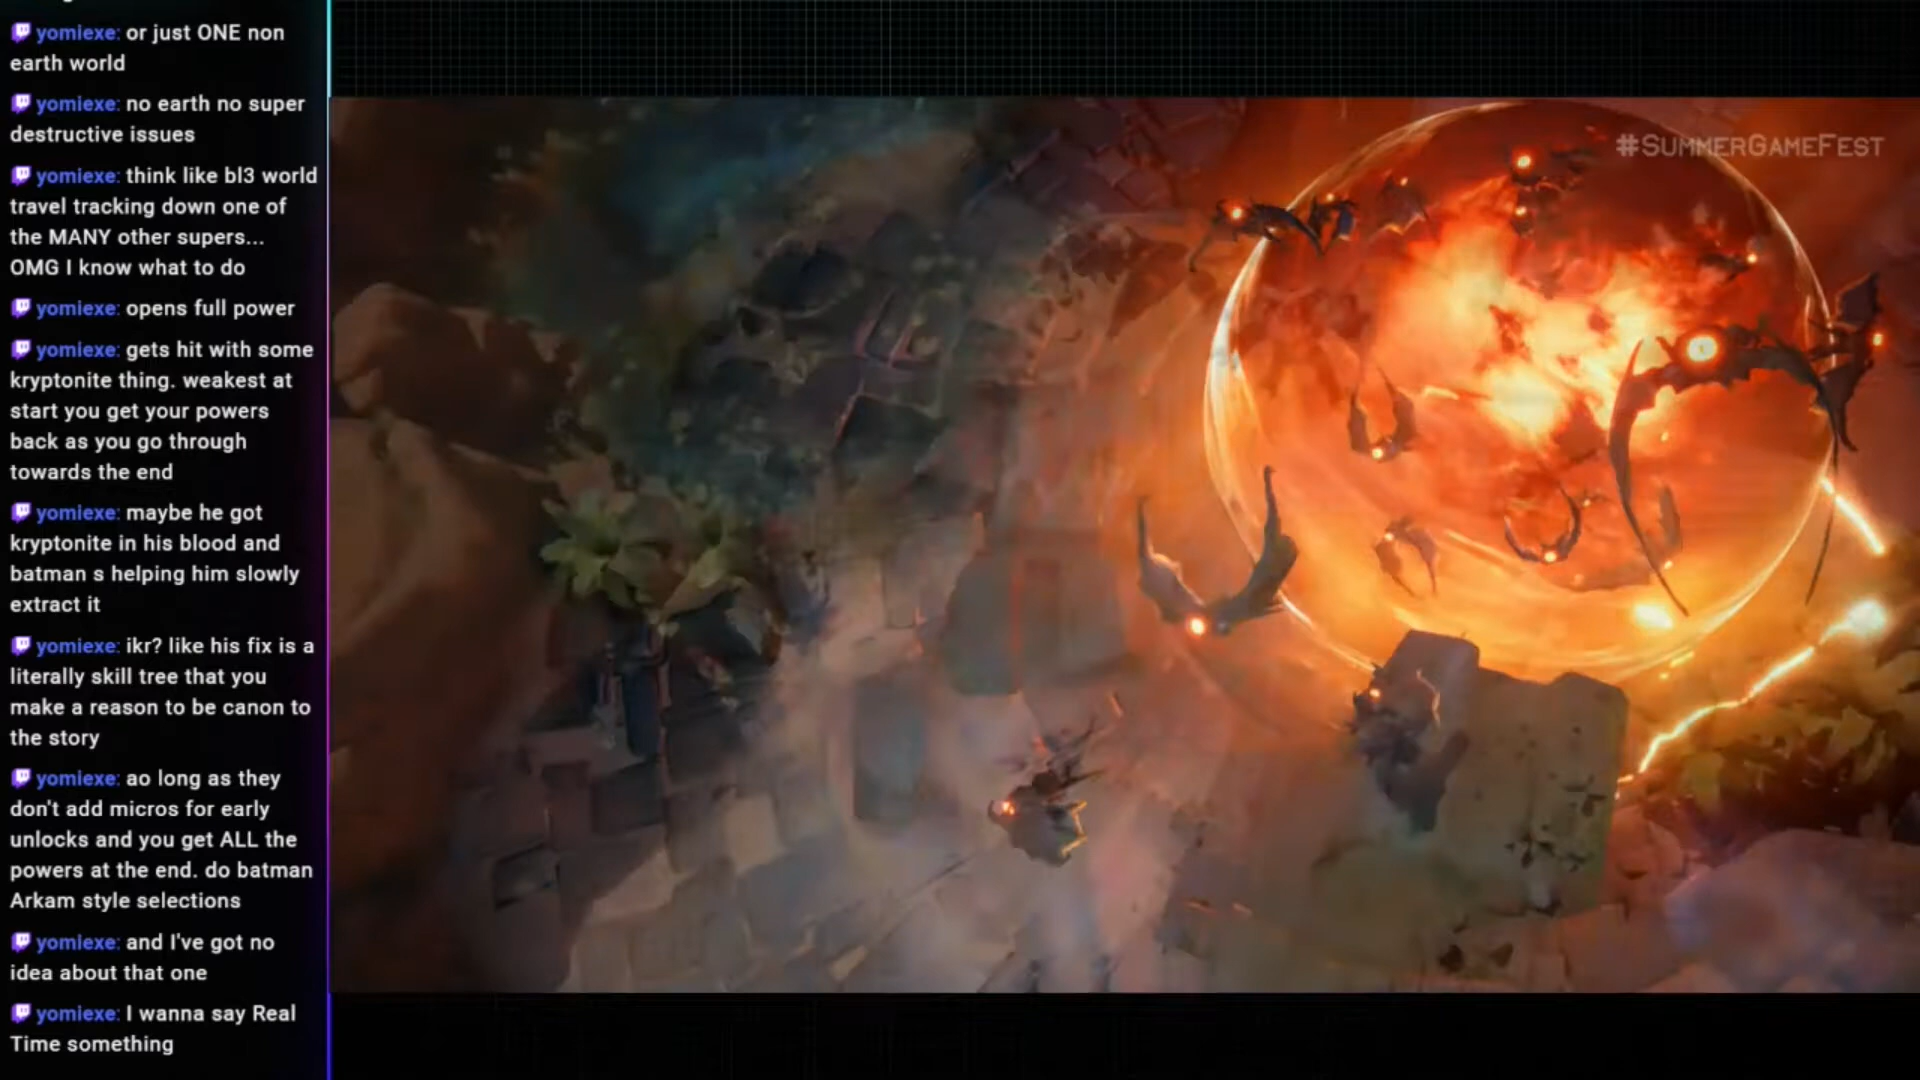 yomiexe: or just ONE non
earth world
yomiexe: no earth no super
destructive issues
yomiexe: think like bl3 world
travel tracking down one of
the MANY other supers...
OMG I know what to do
yomiexe: opens full power
yomiexe: gets hit with some
kryptonite thing. weakest at
start you get your powers
back as you go through
towards the end
yomiexe: maybe he got
kryptonite in his blood and
batman s helping him slowly
extract it
yomiexe: ikr? like his fix is a
literally skill tree that you
make a reason to be canon to
the story
yomiexe: ao long as they
don't add micros for early
unlocks and you get ALL the
powers at the end. do batman
Arkam style selections
yomiexe: and I've got no
idea about that one
yomiexe: I wanna say Real
Time something
#SUMMERGAMEFEST